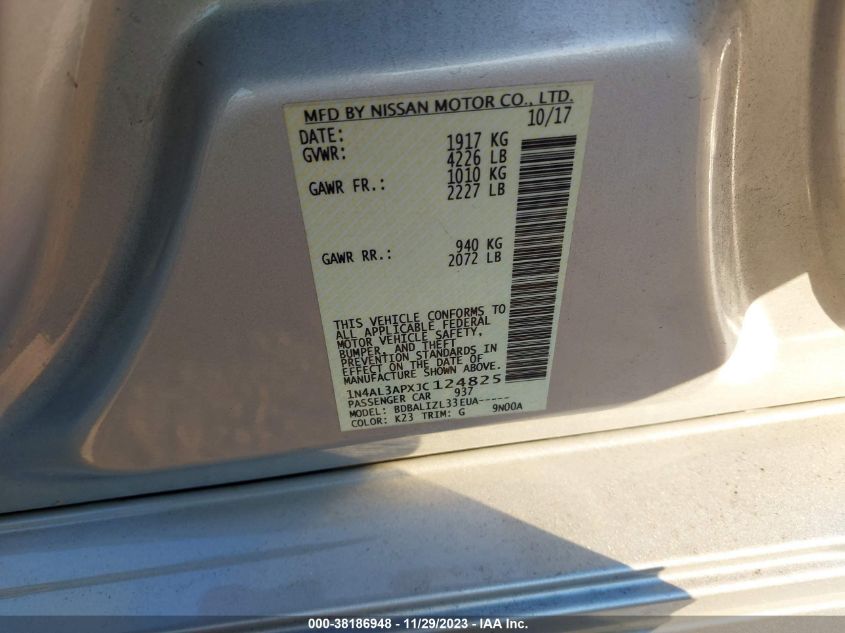 MFD BY NISSAN MOTOR CO., LTD.
DATE: 10/17
GVWR: 1917 KG
4226 LB
GAWR FR.: 1010 KG
2227 LB
GAWR RR.: 940 KG
2072 LB
THIS VEHICLE CONFORMS TO
ALL APPLICABLE FEDERAL
MOTOR VEHICLE SAFETY,
BUMPER, AND THEFT
PREVENTION STANDARDS IN
EFFECT ON THE DATE OF
MANUFACTURE SHOWN ABOVE.
1N4AL3APXJC124825
PASSENGER CAR 937
MODEL: BDBALIZL33EUA-----
COLOR: K23 TRIM: G 9N00A
000-38186948 - 11/29/2023 - IAA Inc.